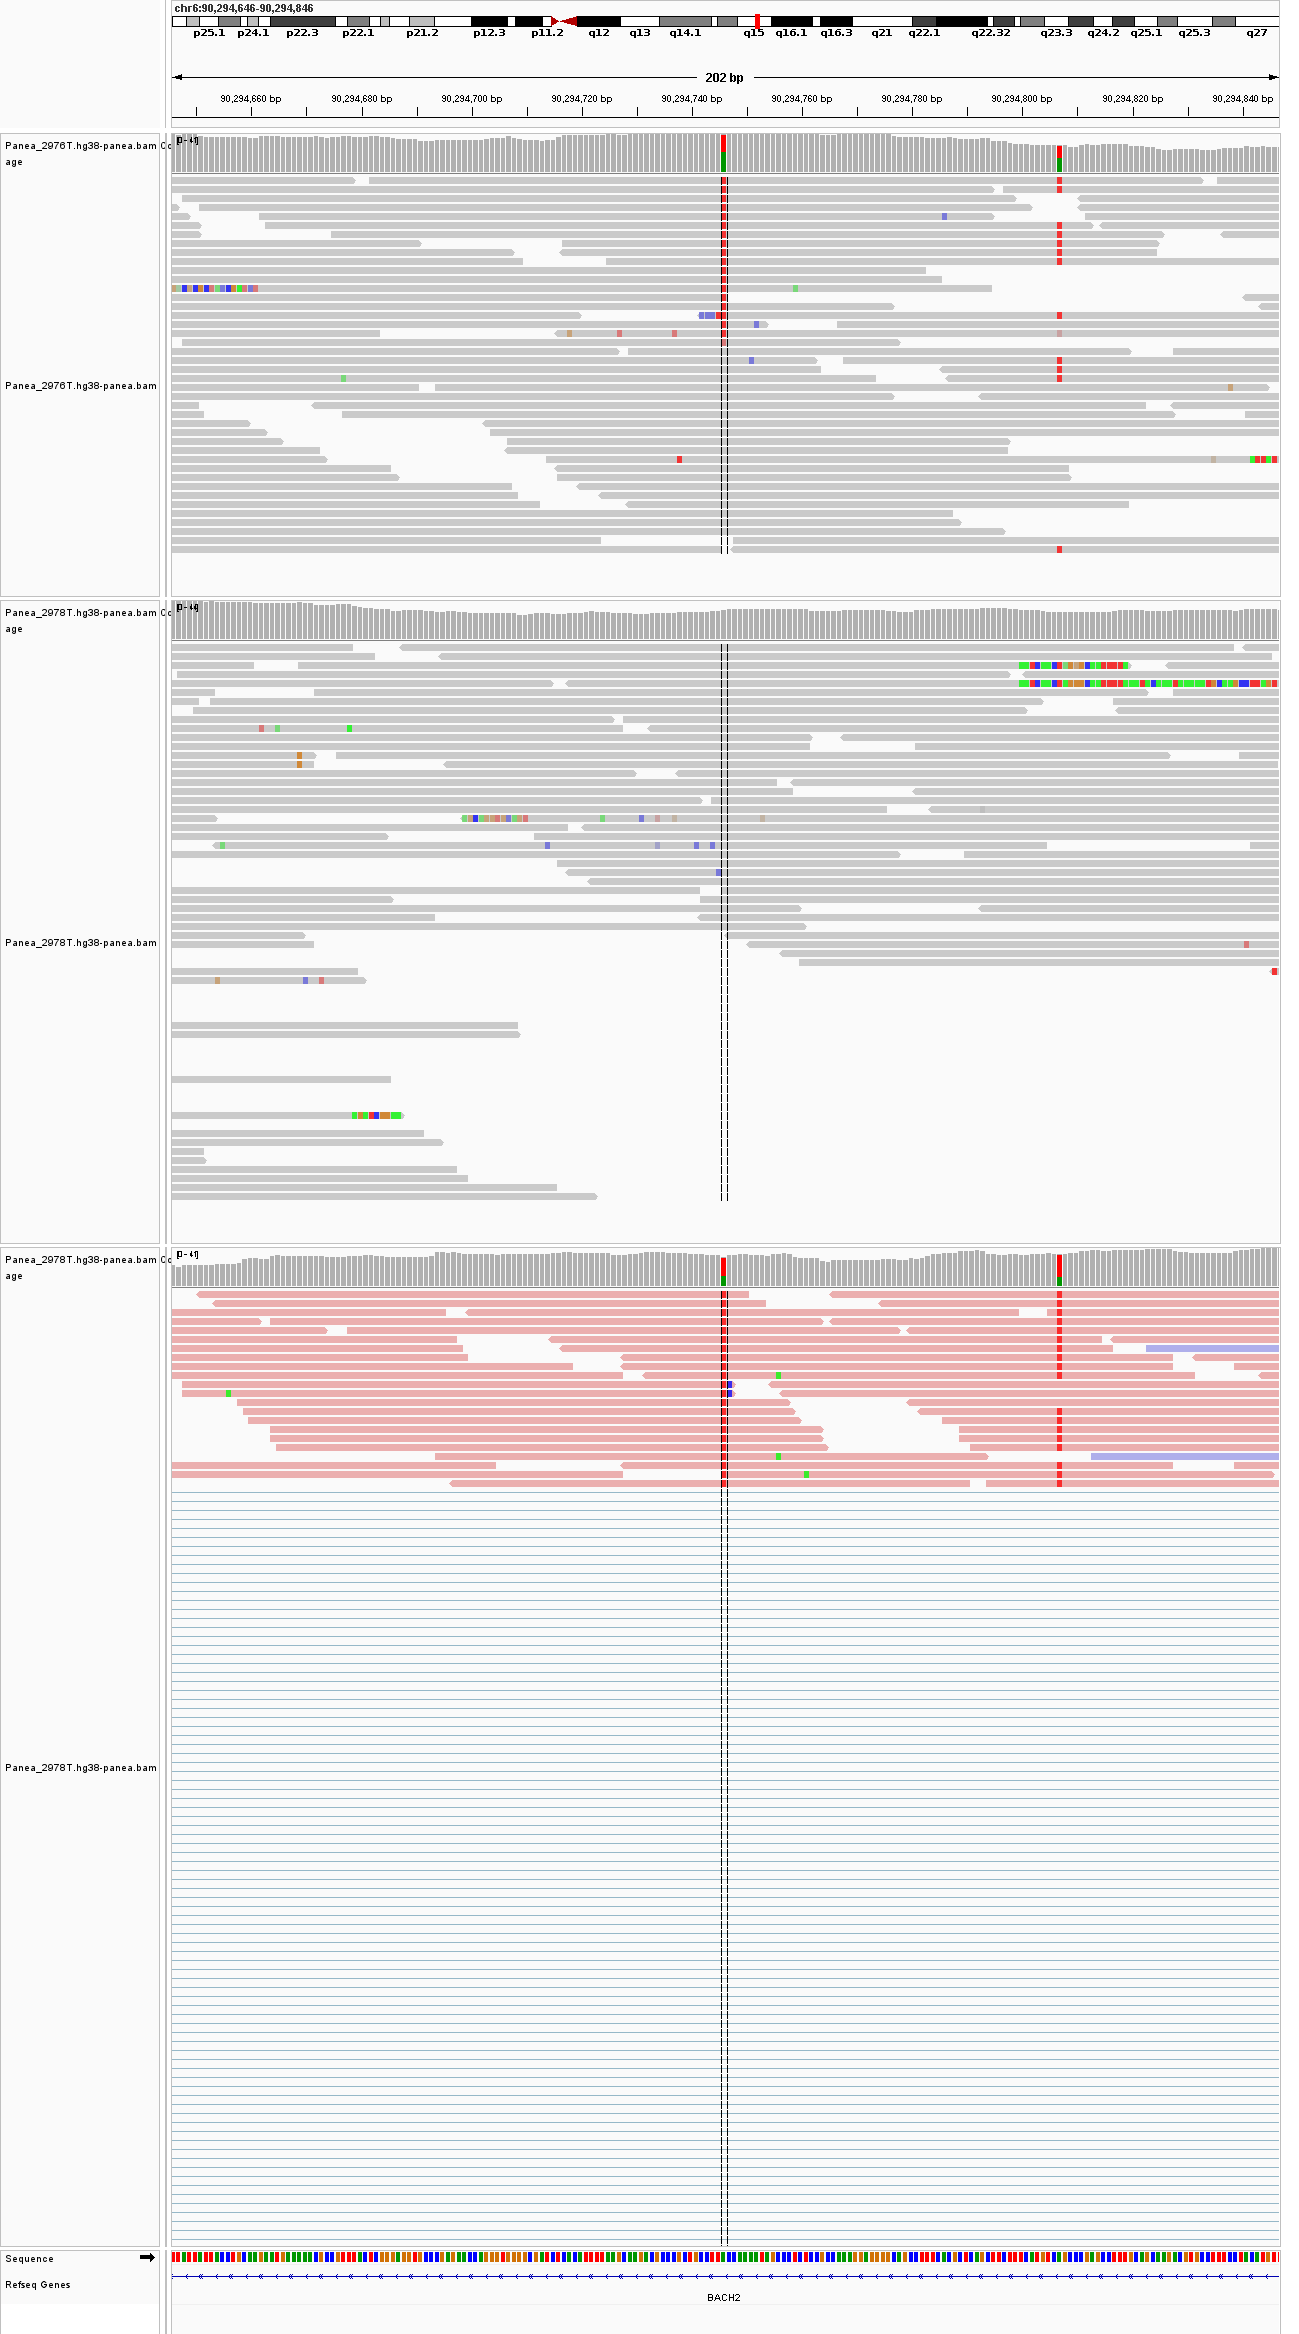 chr6:90,294,646-90,294,846
p25.1 p24.1 p22.3 p22.1 p21.2 p12.3 p11.2 q12 q13 q14.1 q15 q16.1 q16.3 q21 q22.1 q22.32 q23.3 q24.2 q25.1 q25.3 q27
202 bp
90,294,660 bp 90,294,680 bp 90,294,700 bp 90,294,720 bp 90,294,740 bp 90,294,760 bp 90,294,780 bp 90,294,800 bp 90,294,820 bp 90,294,840 bp
Panea_2976T.hg38-panea.bam Co
age
[0 - 41]
Panea_2976T.hg38-panea.bam
Panea_2978T.hg38-panea.bam Co
age
Panea_2978T.hg38-panea.bam
Panea_2978T.hg38-panea.bam Co
age
[0 - 41]
Panea_2978T.hg38-panea.bam
Sequence
Refseq Genes
BACH2